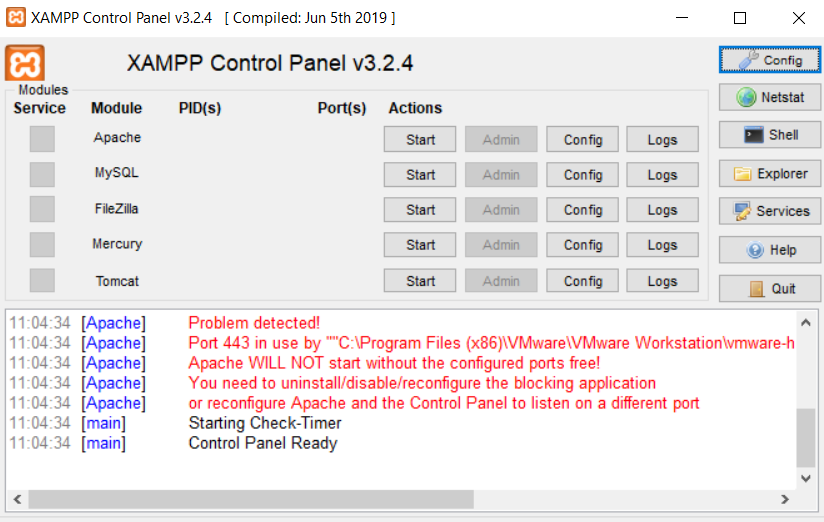 XAMPP Control Panel v3.2.4 [ Compiled: Jun 5th 2019 ]
XAMPP Control Panel v3.2.4
Config
Modules
Service Module PID(s) Port(s) Actions
Netstat
Apache Start Admin Config Logs
Shell
MySQL Start Admin Config Logs
Explorer
FileZilla Start Admin Config Logs
Services
Mercury Start Admin Config Logs
Help
Tomcat Start Admin Config Logs
Quit
11:04:34 [Apache] Problem detected!
11:04:34 [Apache] Port 443 in use by ""C:\Program Files (x86)\VMware\VMware Workstation\vmware-h
11:04:34 [Apache] Apache WILL NOT start without the configured ports free!
11:04:34 [Apache] You need to uninstall/disable/reconfigure the blocking application
11:04:34 [Apache] or reconfigure Apache and the Control Panel to listen on a different port
11:04:34 [main] Starting Check-Timer
11:04:34 [main] Control Panel Ready